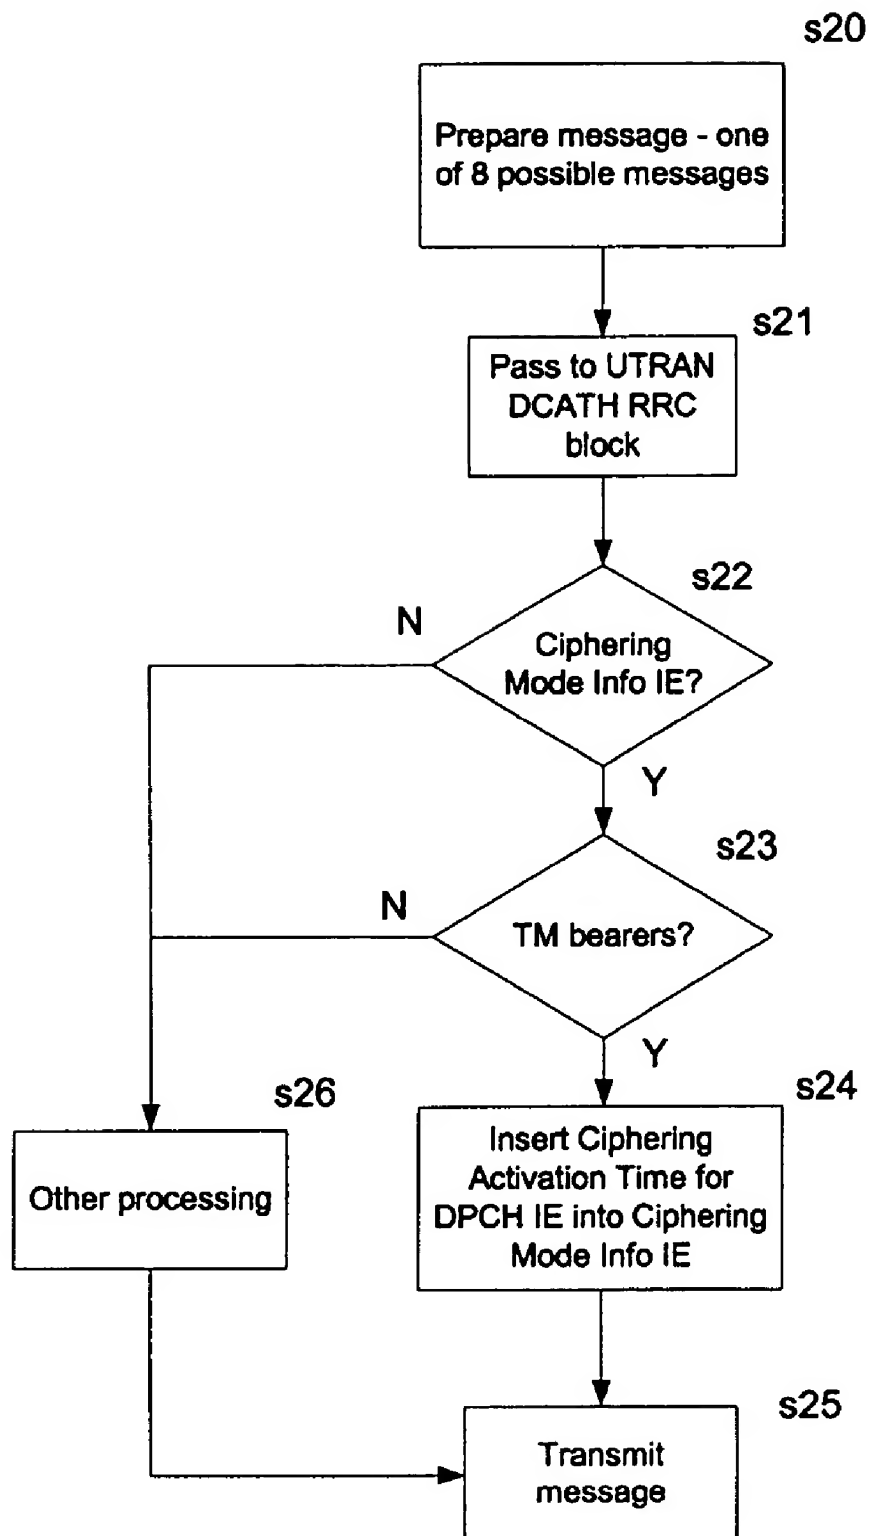 s20
Prepare message - one
of 8 possible messages
s21
Pass to UTRAN
DCATH RRC
block
s22
N
Ciphering
Mode Info IE?
Y
s23
N
TM bearers?
Y
s24
s26
Insert Ciphering
Activation Time for
DPCH IE into Ciphering
Mode Info IE
Other processing
s25
Transmit
message